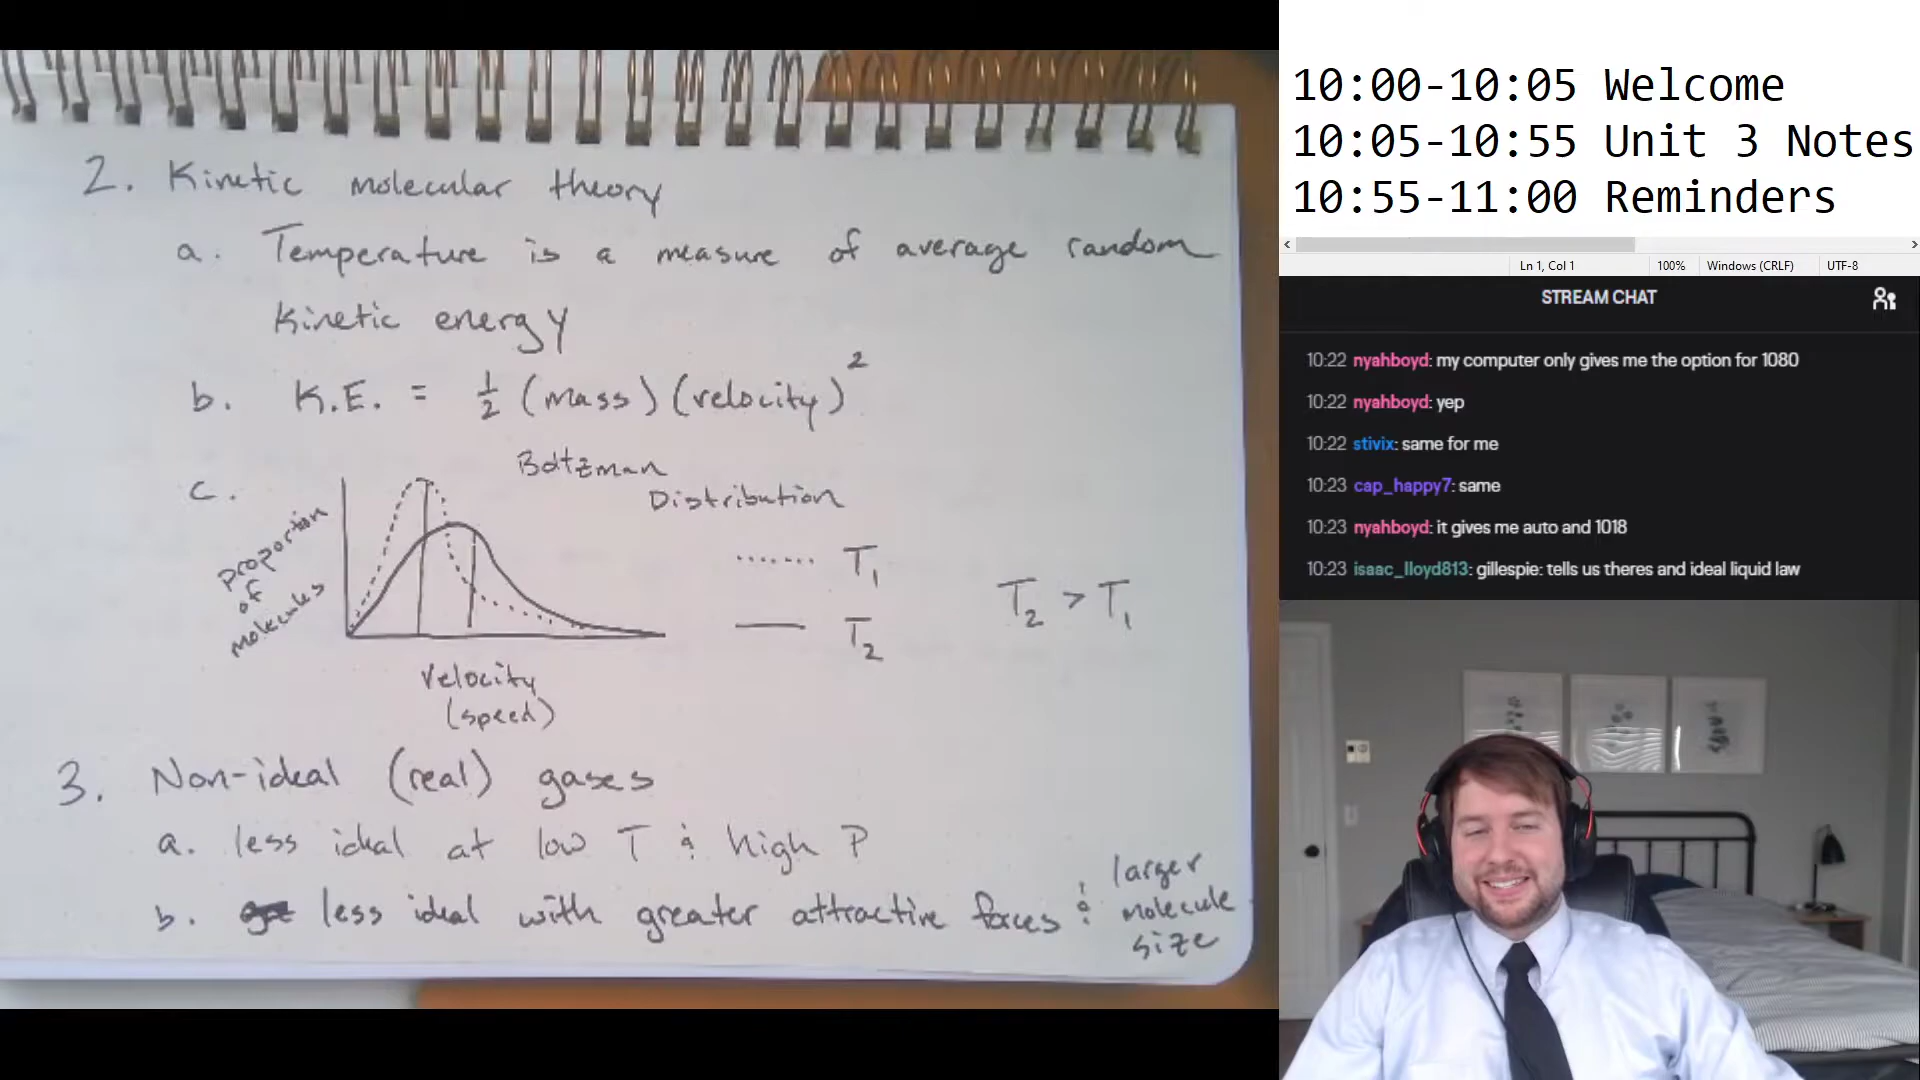 2. Kinetic molecular theory
a. Temperature is a measure of average random
kinetic energy
b. K.E. = 1/2 (mass) (velocity)²
Boltzman
Distribution
c.
proportion
of
molecules
..... T₁
— T₂
T₂ > T₁
Velocity
(speed)
3. Non-ideal (real) gases
a. less ideal at low T & high P
b. less ideal with greater attractive forces & larger
molecule
size
10:00-10:05 Welcome
10:05-10:55 Unit 3 Notes
10:55-11:00 Reminders
Ln 1, Col 1 100% Windows (CRLF) UTF-8
STREAM CHAT
10:22 nyahboyd: my computer only gives me the option for 1080
10:22 nyahboyd: yep
10:22 stivix: same for me
10:23 cap_happy7: same
10:23 nyahboyd: it gives me auto and 1018
10:23 isaac_lloyd813: gillespie: tells us theres and ideal liquid law